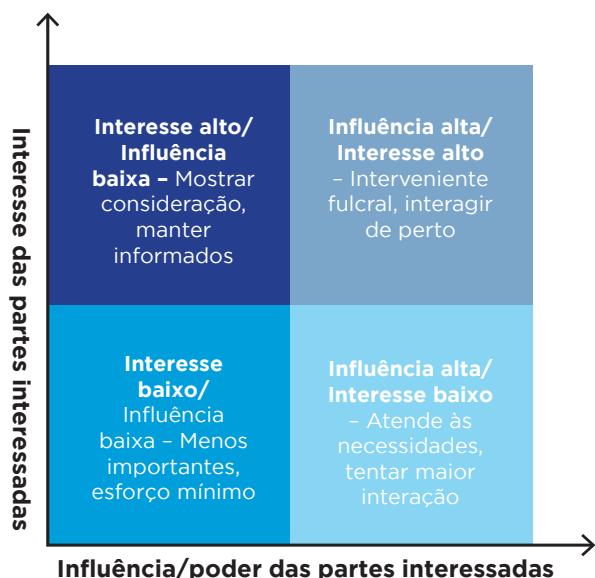 Interesse das partes interessadas
Interesse alto/
Influência
baixa – Mostrar
consideração,
manter
informados
Influência alta/
Interesse alto
– Interveniente
fulcral, interagir
de perto
Interesse
baixo/
Influência
baixa – Menos
importantes,
esforço mínimo
Influência alta/
Interesse baixo
– Atende às
necessidades,
tentar maior
interação
Influência/poder das partes interessadas